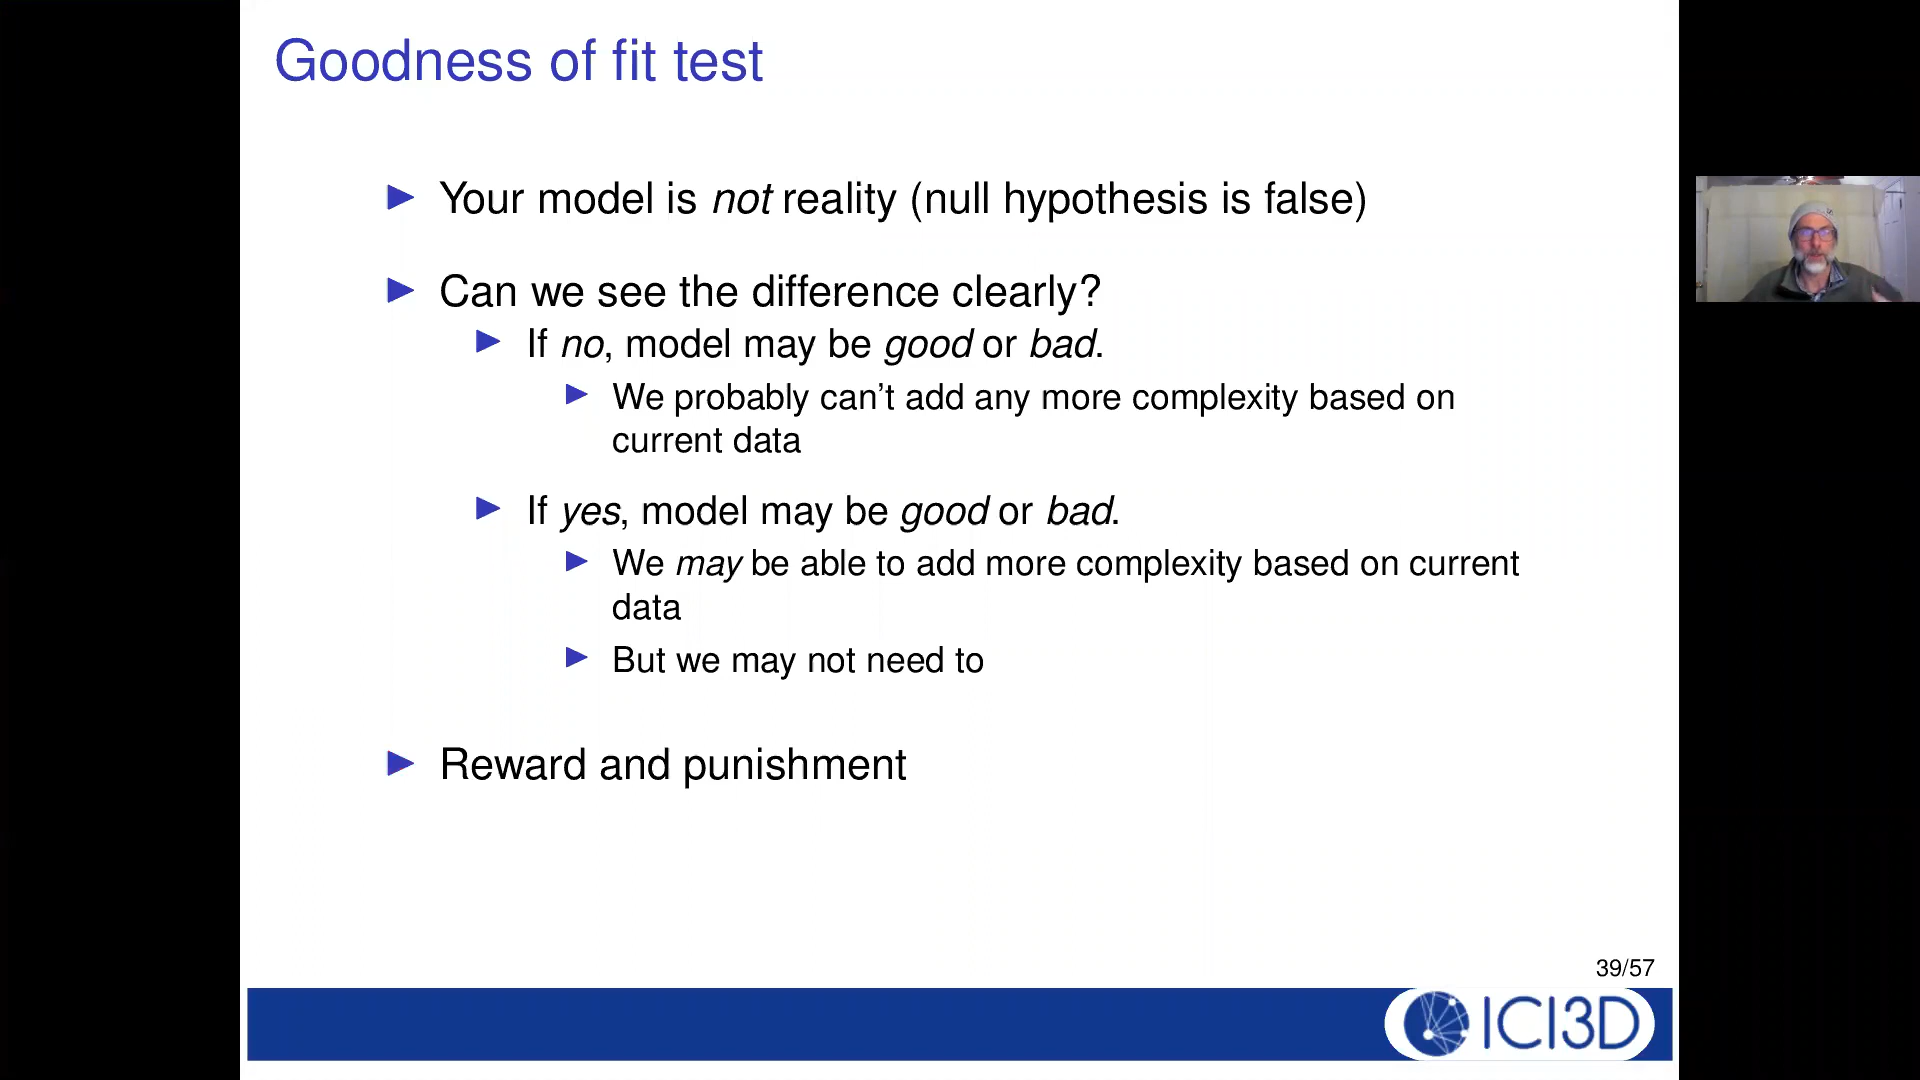 Goodness of fit test
Your model is not reality (null hypothesis is false)
Can we see the difference clearly?
If no, model may be good or bad.
We probably can't add any more complexity based on
current data
If yes, model may be good or bad.
We may be able to add more complexity based on current
data
But we may not need to
Reward and punishment
39/57
ICI3D